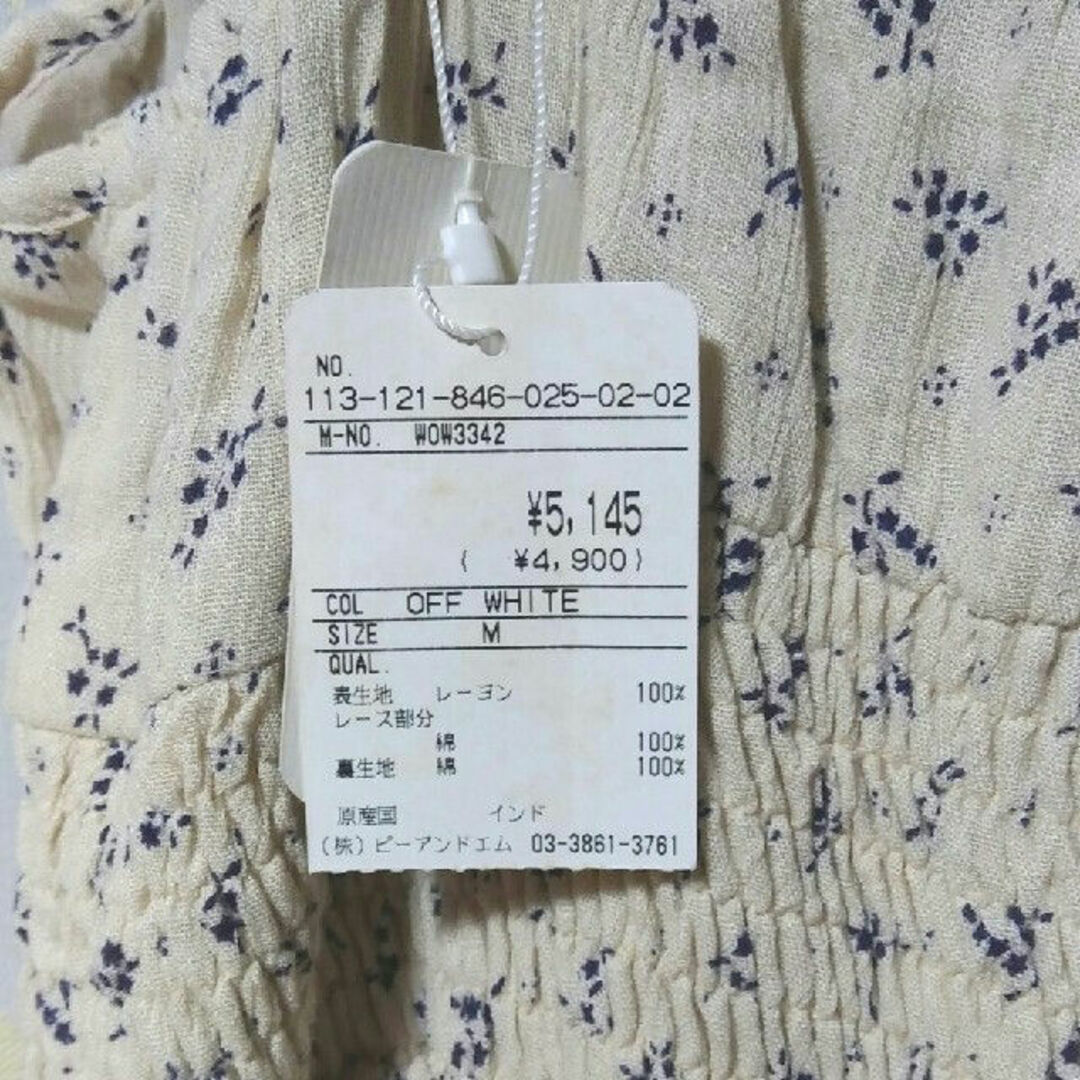 NO.
113-121-846-025-02-02
M-NO. WOW3342
¥5,145
( ¥4,900)
COL OFF WHITE
SIZE M
QUAL.
表生地 レーヨン 100%
レース部分
綿 100%
裏生地 綿 100%
原産国 インド
(株)ピーアンドエム 03-3861-3761